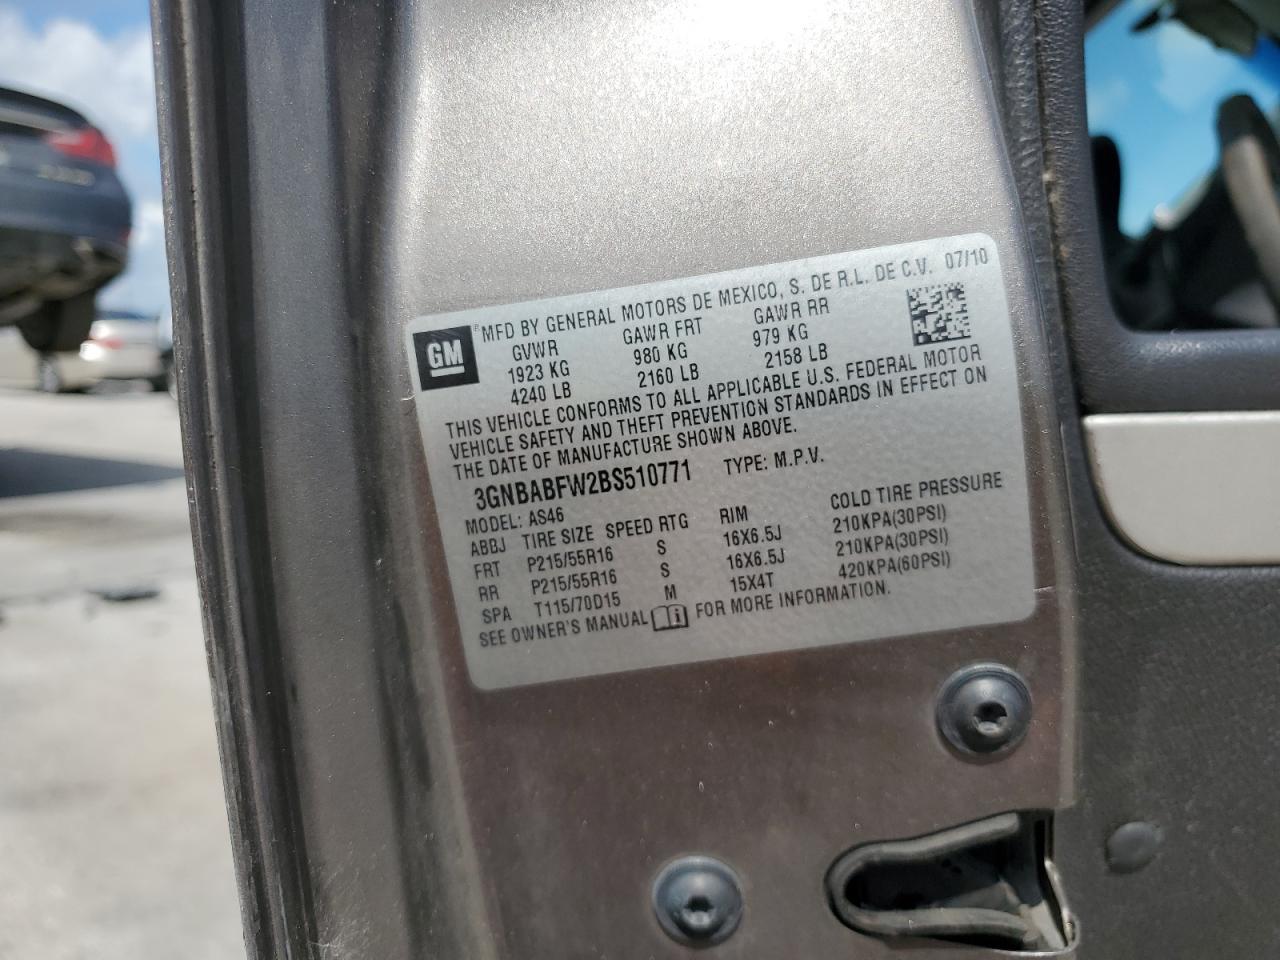 GM
® MFD BY GENERAL MOTORS DE MEXICO, S. DE R.L. DE C.V. 07/10
GVWR GAWR FRT GAWR RR
1923 KG 980 KG 979 KG
4240 LB 2160 LB 2158 LB
THIS VEHICLE CONFORMS TO ALL APPLICABLE U.S. FEDERAL MOTOR
VEHICLE SAFETY AND THEFT PREVENTION STANDARDS IN EFFECT ON
THE DATE OF MANUFACTURE SHOWN ABOVE.
3GNBABFW2BS510771 TYPE: M.P.V.
MODEL: AS46
ABBJ TIRE SIZE SPEED RTG RIM COLD TIRE PRESSURE
FRT P215/55R16 S 16X6.5J 210KPA(30PSI)
RR P215/55R16 S 16X6.5J 210KPA(30PSI)
SPA T115/70D15 M 15X4T 420KPA(60PSI)
SEE OWNER'S MANUAL i FOR MORE INFORMATION.